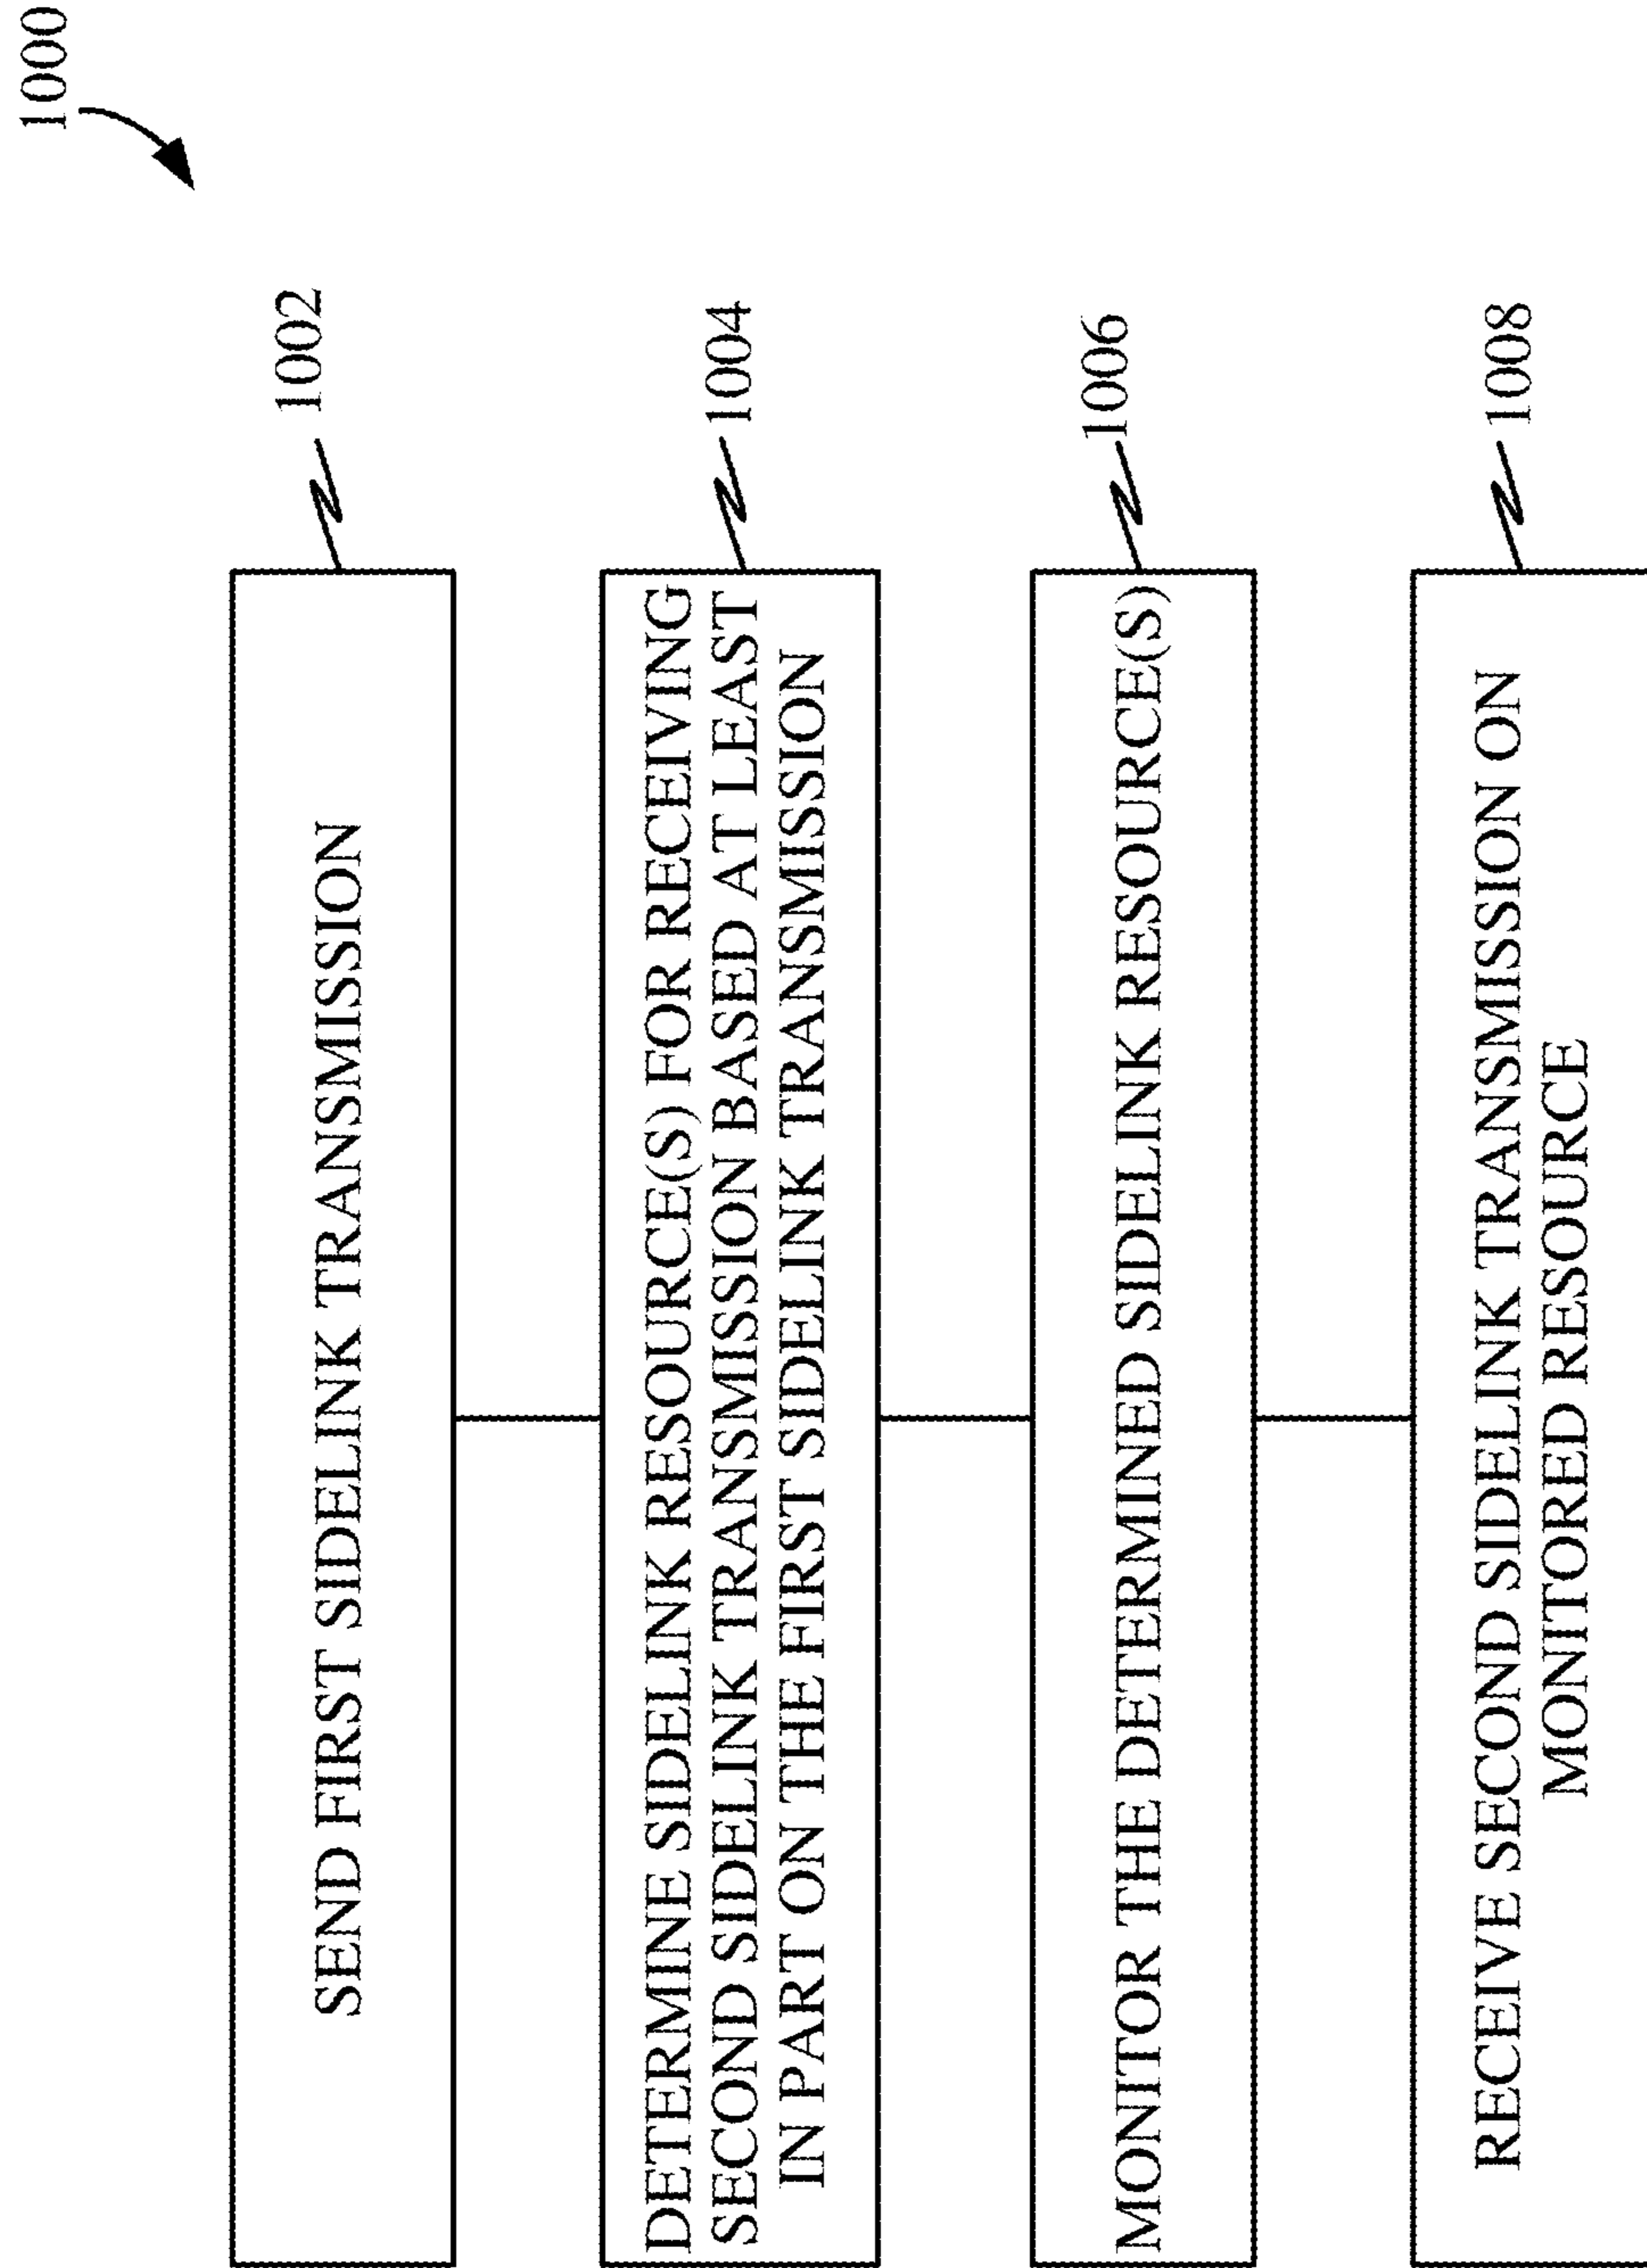 1000
SEND FIRST SIDELINK TRANSMISSION
1002
DETERMINE SIDELINK RESOURCE(S) FOR RECEIVING
SECOND SIDELINK TRANSMISSION BASED AT LEAST
IN PART ON THE FIRST SIDELINK TRANSMISSION
1004
MONITOR THE DETERMINED SIDELINK RESOURCE(S)
1006
RECEIVE SECOND SIDELINK TRANSMISSION ON
MONITORED RESOURCE
1008